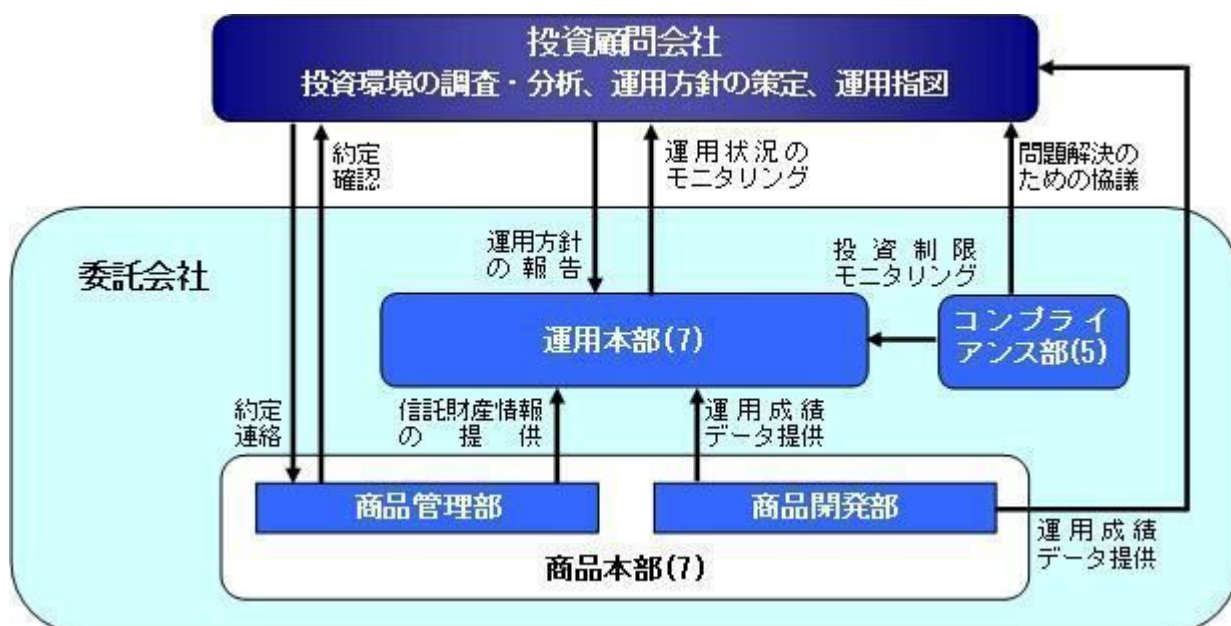 投資顧問会社
投資環境の調査・分析、運用方針の策定、運用指図
約定
確認
運用状況の
モニタリング
問題解決の
ための協議
運用方針
の報告
投資制限
モニタリング
委託会社
運用本部(7)
コンプライ
アンス部(5)
約定
連絡
信託財産情報
の提供
運用成績
データ提供
商品管理部
商品開発部
運用成績
データ提供
商品本部(7)